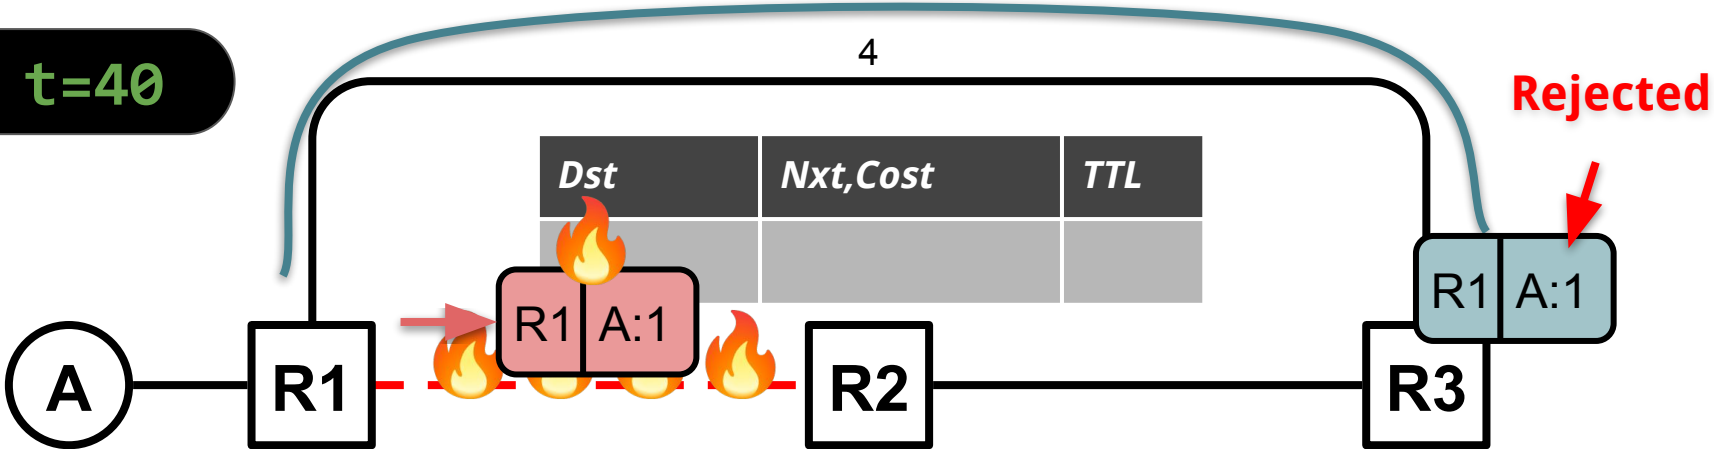 4
t=40
Rejected
Dst Nxt,Cost TTL
R1 A:1
R1 A:1
A R1 R2 R3